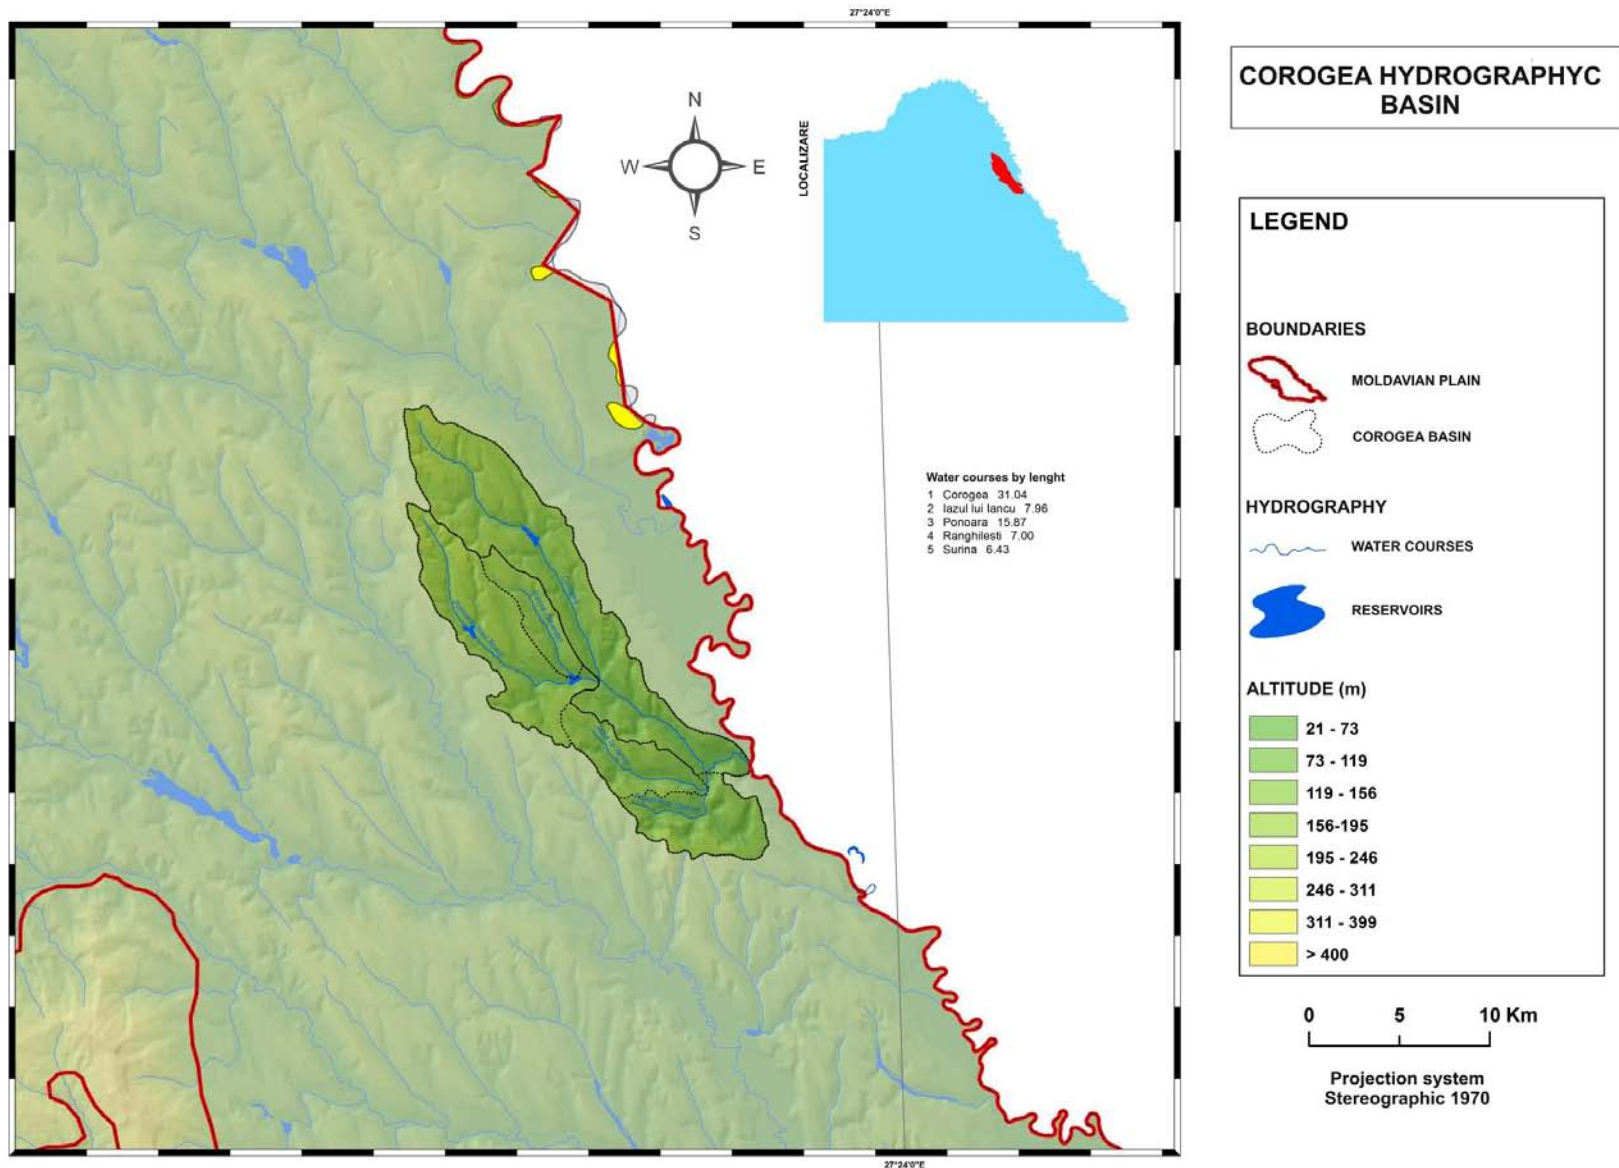 27°24'0"E
COROGEA HYDROGRAPHYC
BASIN
N
W
E
S
LOCALIZARE
LEGEND
BOUNDARIES
MOLDAVIAN PLAIN
COROGEA BASIN
HYDROGRAPHY
WATER COURSES
RESERVOIRS
ALTITUDE (m)
21 - 73
73 - 119
119 - 156
156-195
195 - 246
246 - 311
311 - 399
> 400
Water courses by lenght
1 Corogea 31.04
2 Iazul lui Iancu 7.96
3 Ponoara 15.87
4 Ranghilesti 7.00
5 Surina 6.43
0 5 10 Km
Projection system
Stereographic 1970
27°24'0"E